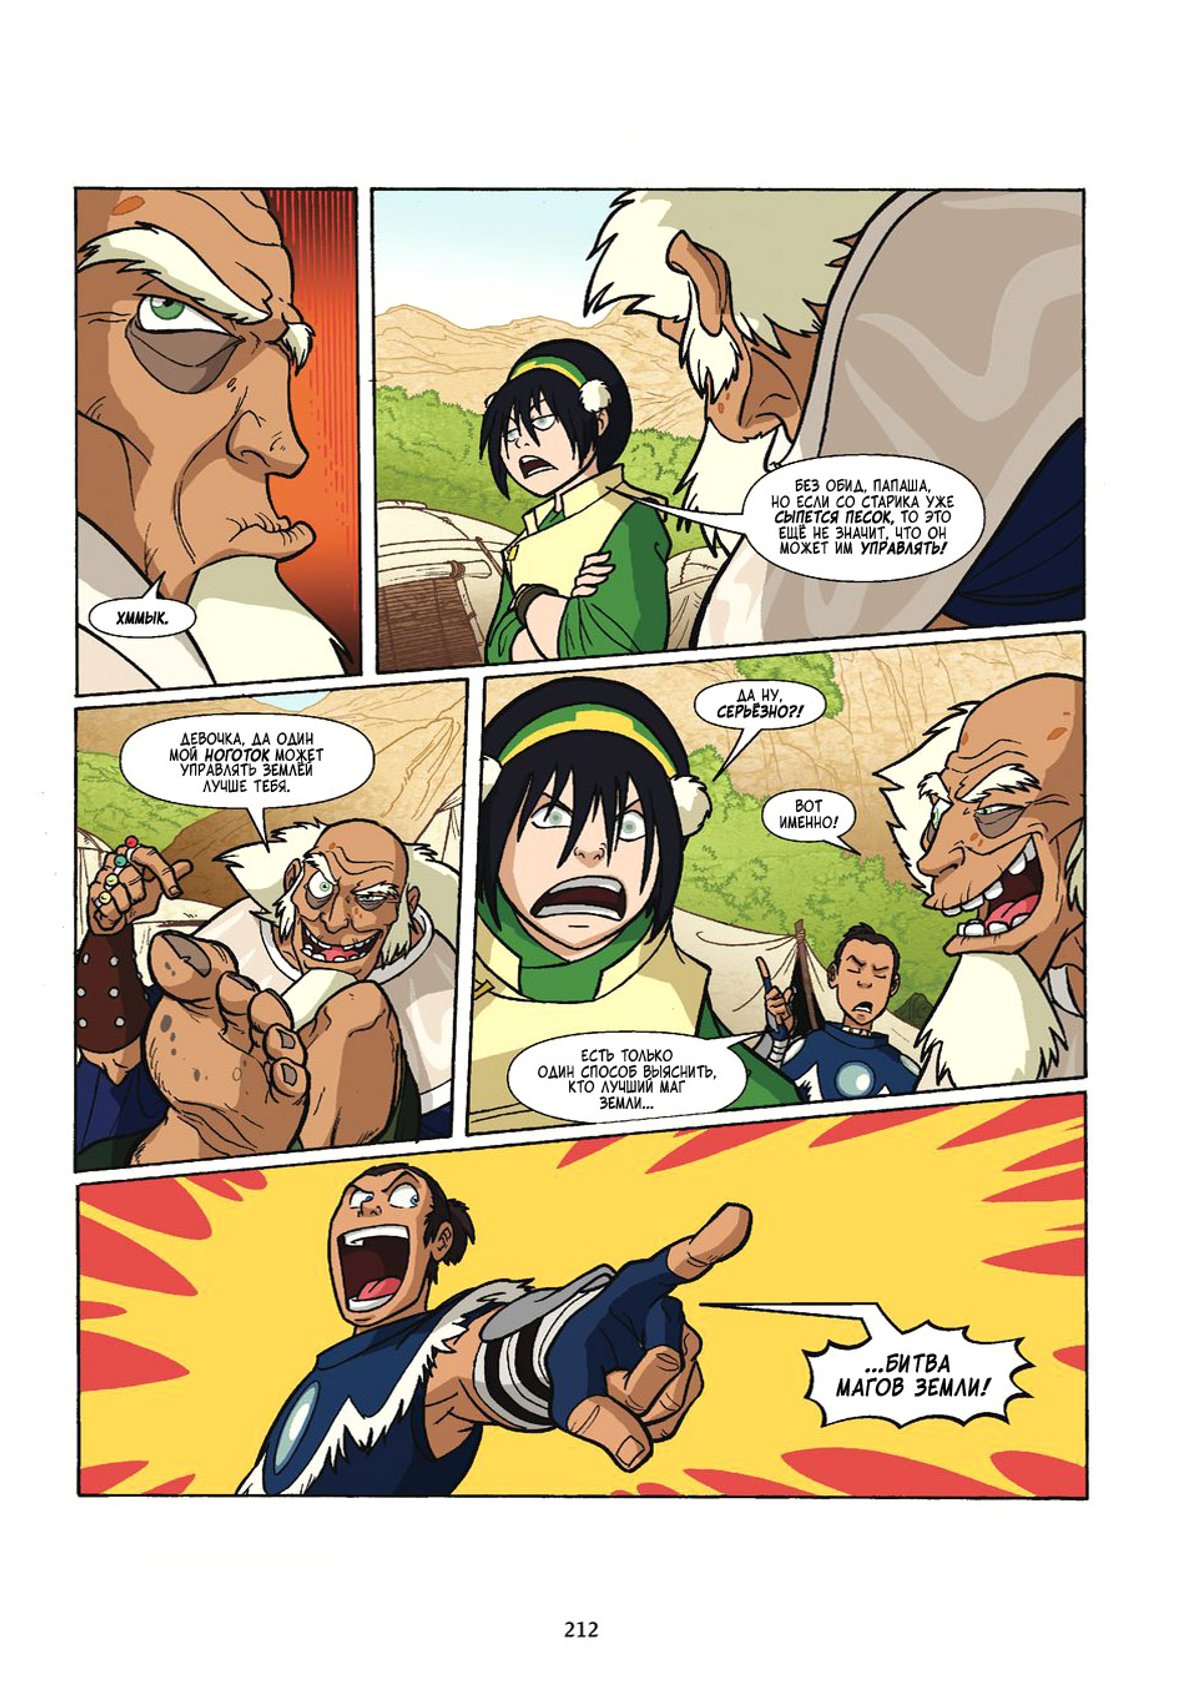 ХММЫК.
БЕЗ ОБИД, ПАПАША,
НО ЕСЛИ СО СТАРИКА УЖЕ
СЫПЕТСЯ ПЕСОК, ТО ЭТО
ЕЩЁ НЕ ЗНАЧИТ, ЧТО ОН
МОЖЕТ ИМ УПРАВЛЯТЬ!
ДЕВОЧКА, ДА ОДИН
МОЙ НОГОТОК МОЖЕТ
УПРАВЛЯТЬ ЗЕМЛЁЙ
ЛУЧШЕ ТЕБЯ.
ДА НУ,
СЕРЬЁЗНО?!
ВОТ
ИМЕННО!
ЕСТЬ ТОЛЬКО
ОДИН СПОСОБ ВЫЯСНИТЬ,
КТО ЛУЧШИЙ МАГ
ЗЕМЛИ...
...БИТВА
МАГОВ ЗЕМЛИ!
212